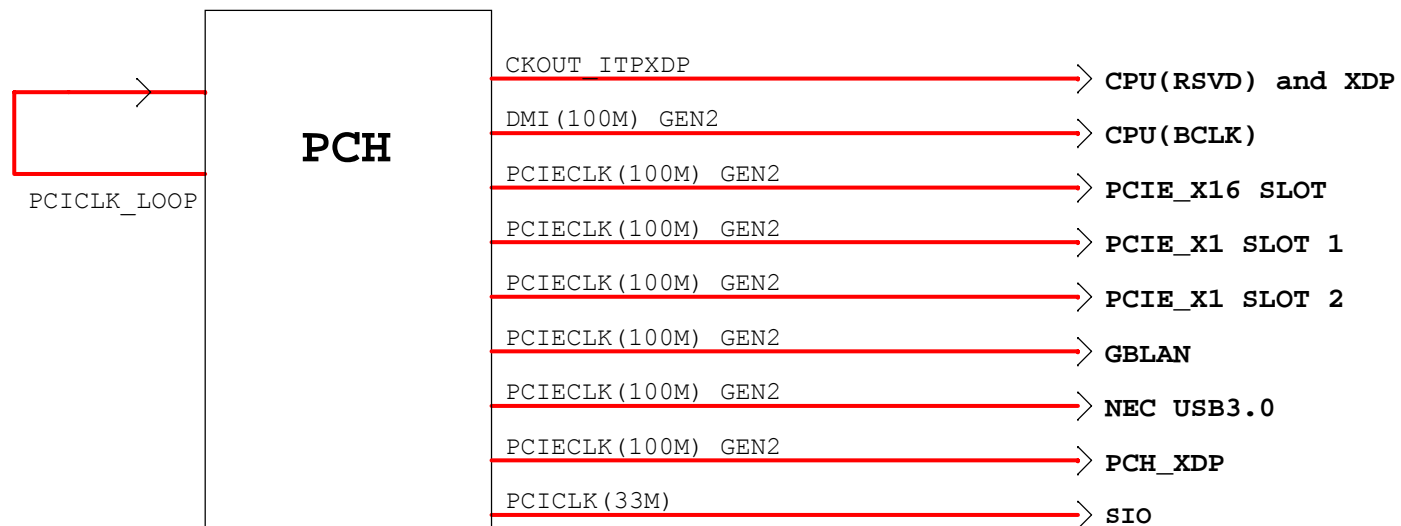 CKOUT_ITPXDP
CPU(RSVD) and XDP
DMI(100M) GEN2
CPU(BCLK)
PCH
PCIECLK(100M) GEN2
PCIE_X16 SLOT
PCICLK_LOOP
PCIECLK(100M) GEN2
PCIE_X1 SLOT 1
PCIECLK(100M) GEN2
PCIE_X1 SLOT 2
PCIECLK(100M) GEN2
GBLAN
PCIECLK(100M) GEN2
NEC USB3.0
PCIECLK(100M) GEN2
PCH_XDP
PCICLK(33M)
SIO